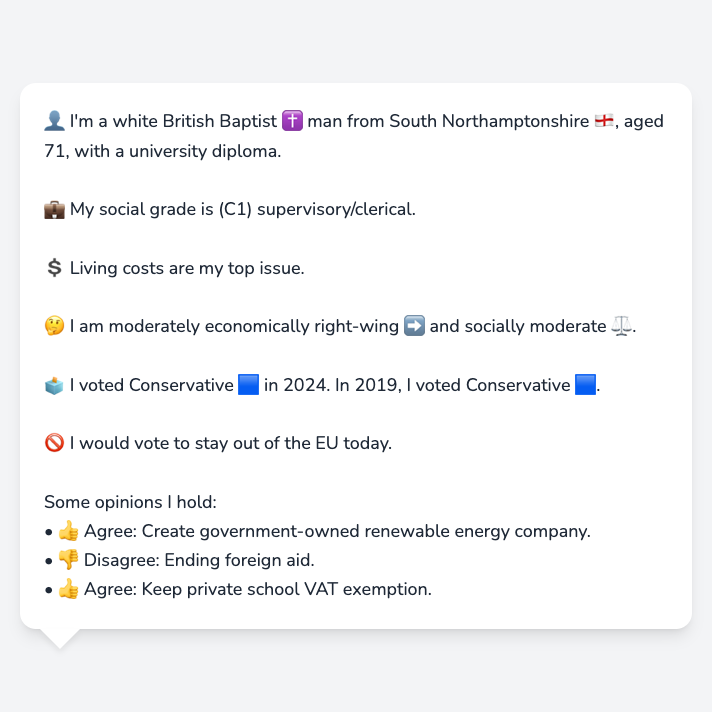 👤 I'm a white British Baptist ✝️ man from South Northamptonshire 🏴󠁧󠁢󠁥󠁮󠁧󠁿, aged
71, with a university diploma.
💼 My social grade is (C1) supervisory/clerical.
💲 Living costs are my top issue.
🤔 I am moderately economically right-wing ➡️ and socially moderate ⚖️.
🗳️ I voted Conservative 🟦 in 2024. In 2019, I voted Conservative 🟦.
🚫 I would vote to stay out of the EU today.
Some opinions I hold:
• 👍 Agree: Create government-owned renewable energy company.
• 👎 Disagree: Ending foreign aid.
• 👍 Agree: Keep private school VAT exemption.